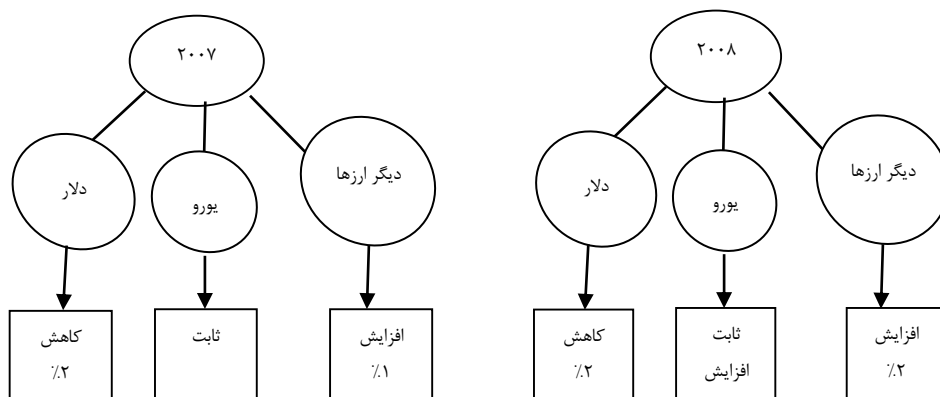 ۲۰۰۷
دلار
یورو
دیگر ارزها
کاهش
٪۲
ثابت
افزایش
٪۱
۲۰۰۸
دلار
یورو
دیگر ارزها
کاهش
٪۲
ثابت
افزایش
افزایش
٪۲